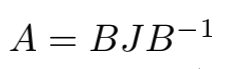 A = BJB⁻¹